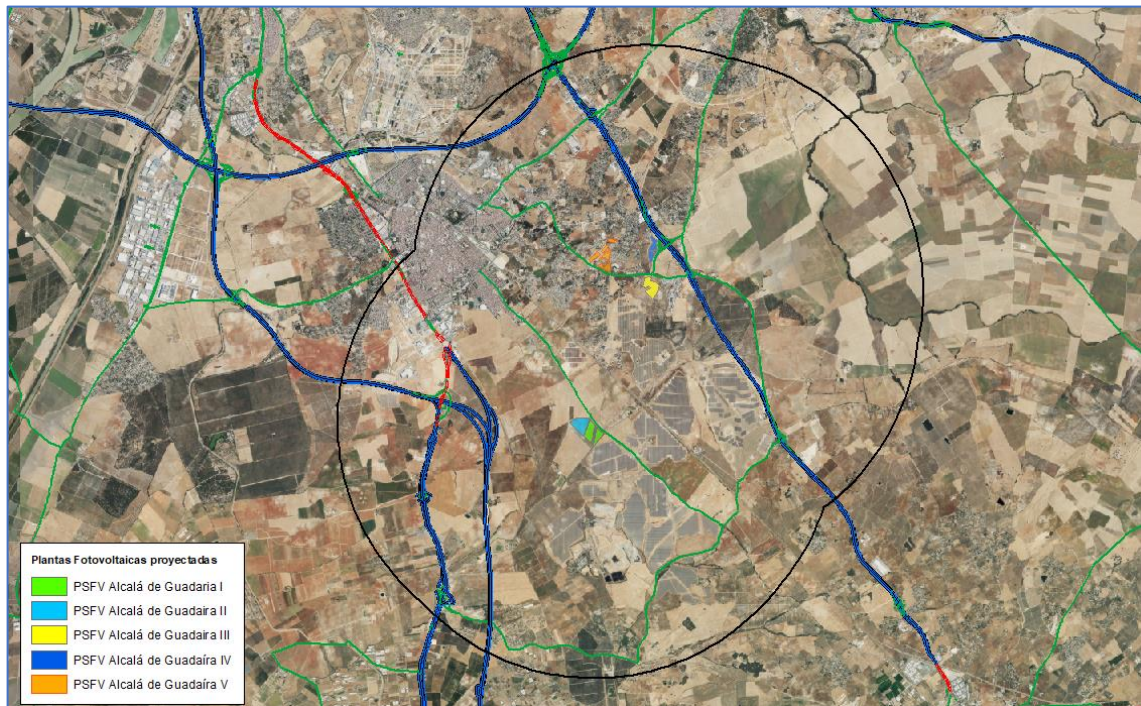 Plantas Fotovoltaicas proyectadas
PSFV Alcalá de Guadaria I
PSFV Alcalá de Guadaira II
PSFV Alcalá de Guadaira III
PSFV Alcalá de Guadaíra IV
PSFV Alcalá de Guadaíra V